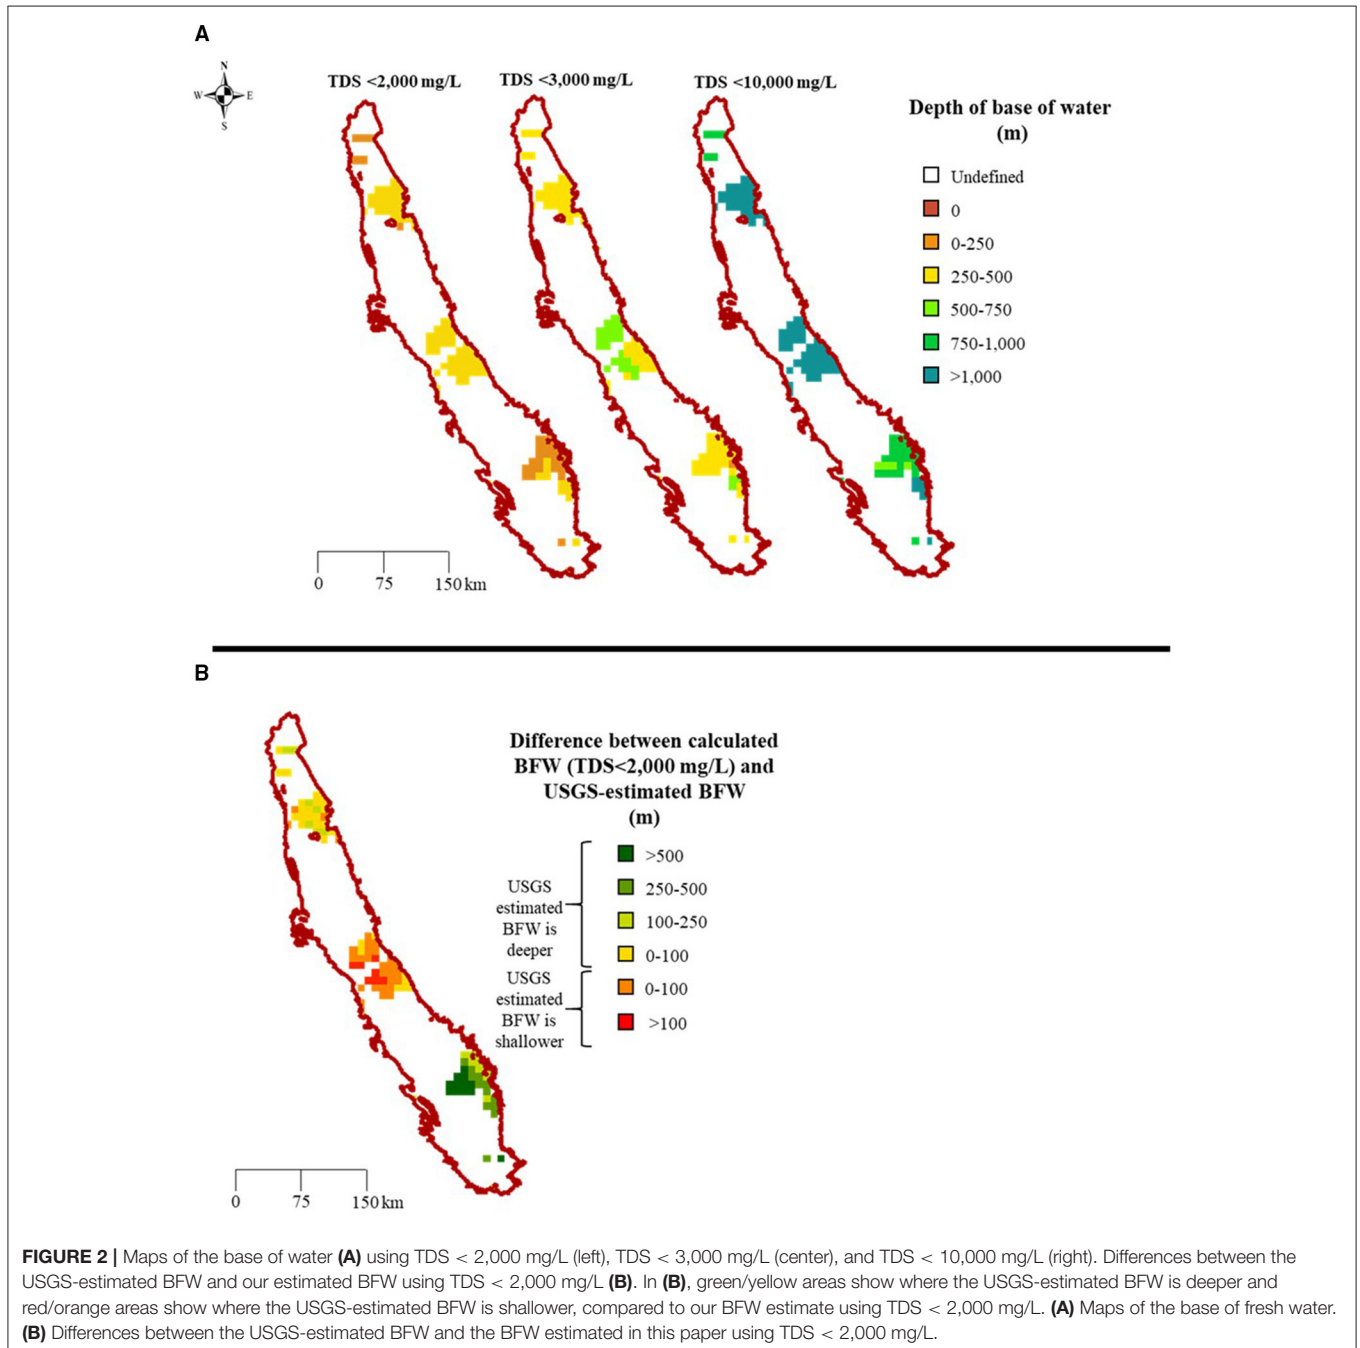 A
N
W E
S
TDS <2,000 mg/L
TDS <3,000 mg/L
TDS <10,000 mg/L
Depth of base of water
(m)
Undefined
0
0-250
250-500
500-750
750-1,000
>1,000
0 75 150 km
B
Difference between calculated
BFW (TDS<2,000 mg/L) and
USGS-estimated BFW
(m)
USGS
estimated
BFW is
deeper
>500
250-500
100-250
0-100
USGS
estimated
BFW is
shallower
0-100
>100
0 75 150 km
FIGURE 2 | Maps of the base of water (A) using TDS < 2,000 mg/L (left), TDS < 3,000 mg/L (center), and TDS < 10,000 mg/L (right). Differences between the
USGS-estimated BFW and our estimated BFW using TDS < 2,000 mg/L (B). In (B), green/yellow areas show where the USGS-estimated BFW is deeper and
red/orange areas show where the USGS-estimated BFW is shallower, compared to our BFW estimate using TDS < 2,000 mg/L. (A) Maps of the base of fresh water.
(B) Differences between the USGS-estimated BFW and the BFW estimated in this paper using TDS < 2,000 mg/L.